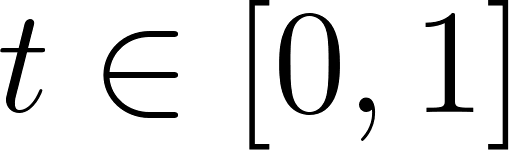 t ∈ [0, 1]